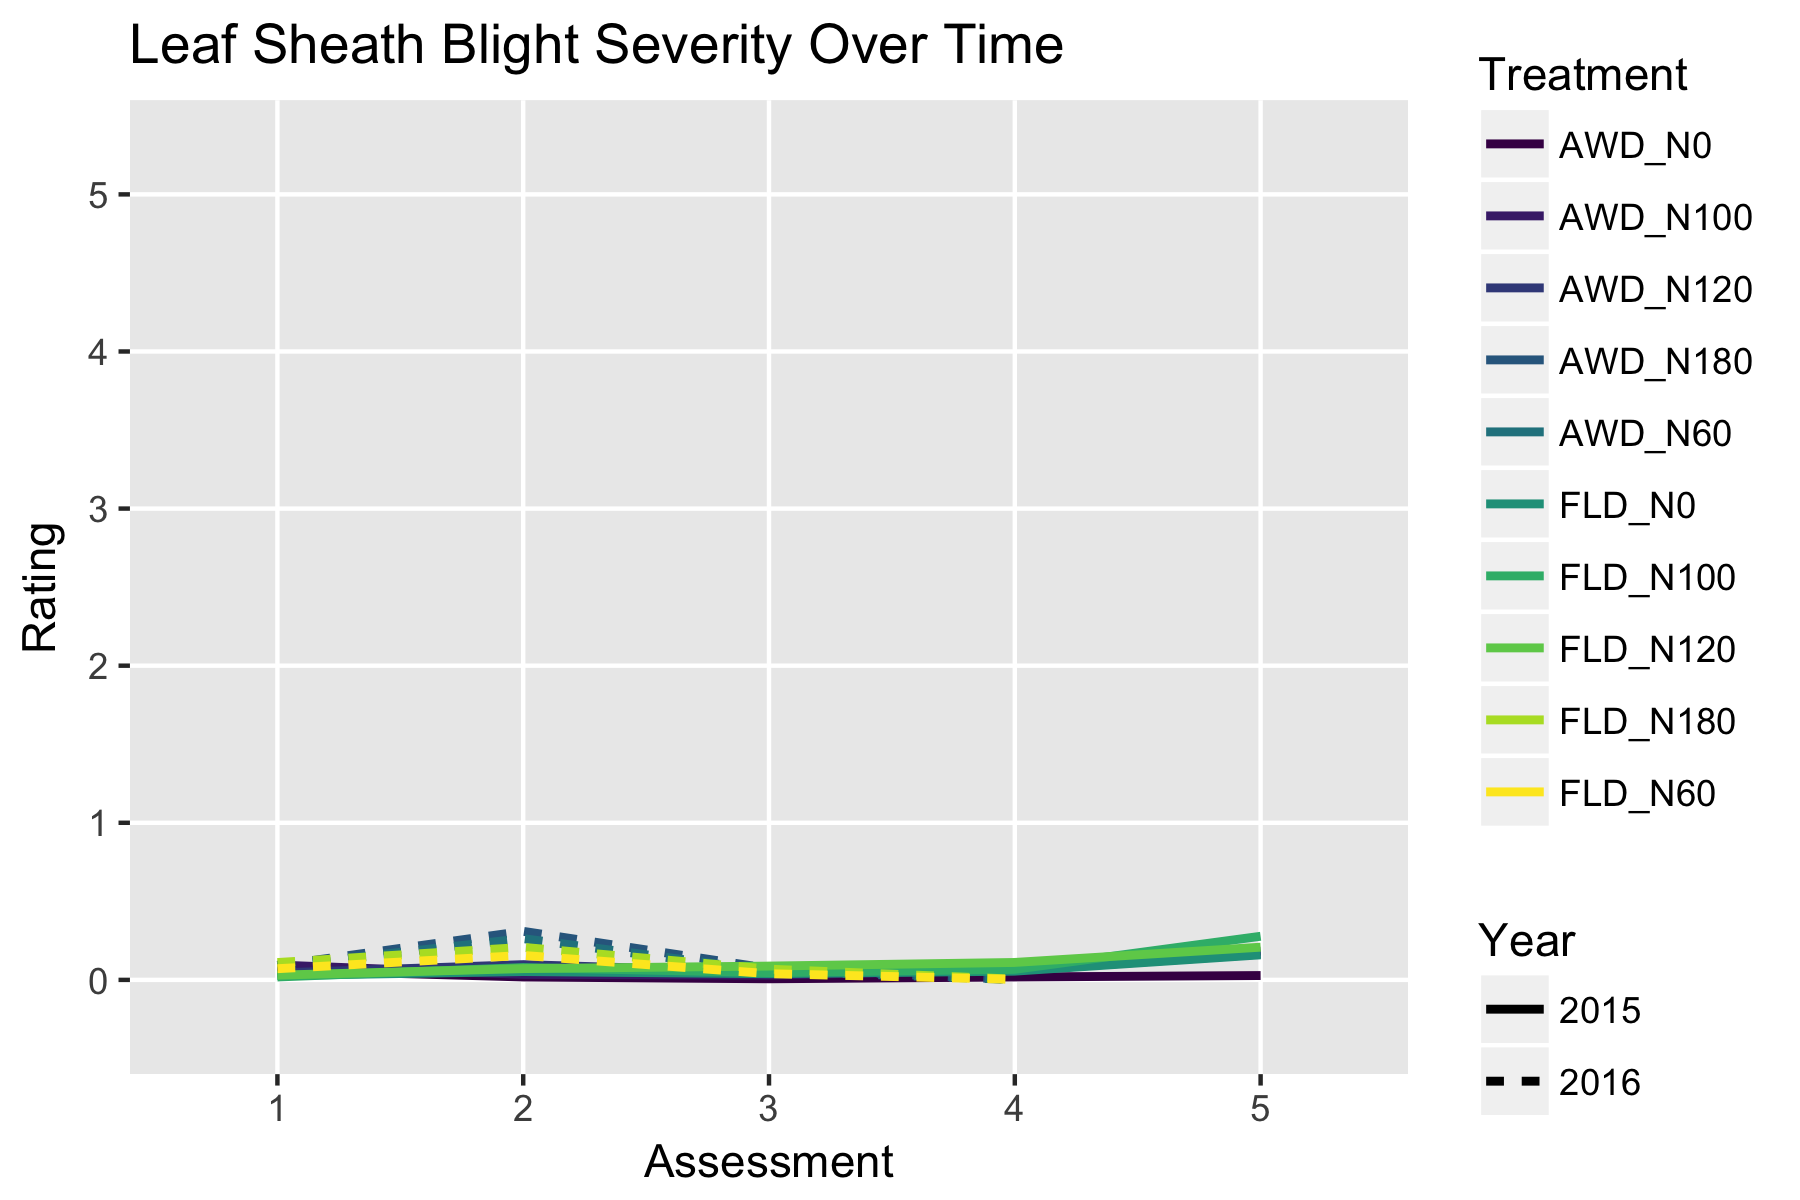 Leaf Sheath Blight Severity Over Time
Rating
5
4
3
2
1
0
1 2 3 4 5
Assessment
Treatment
AWD_N0
AWD_N100
AWD_N120
AWD_N180
AWD_N60
FLD_N0
FLD_N100
FLD_N120
FLD_N180
FLD_N60
Year
2015
2016